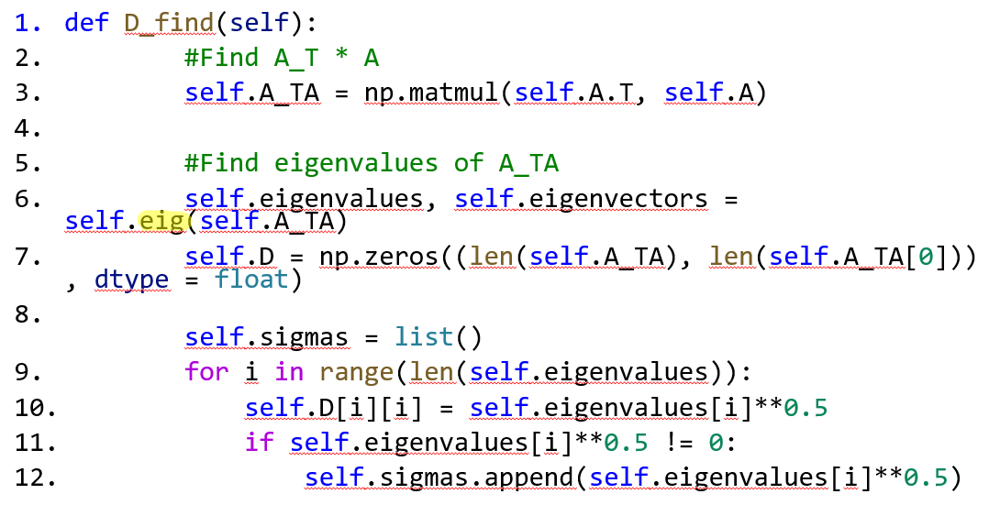 1. def D_find(self):
2. #Find A_T * A
3. self.A_TA = np.matmul(self.A.T, self.A)
4.
5. #Find eigenvalues of A_TA
6. self.eigenvalues, self.eigenvectors =
self.eig(self.A_TA)
7. self.D = np.zeros((len(self.A_TA), len(self.A_TA[0]))
, dtype = float)
8.
self.sigmas = list()
9. for i in range(len(self.eigenvalues)):
10. self.D[i][i] = self.eigenvalues[i]**0.5
11. if self.eigenvalues[i]**0.5 != 0:
12. self.sigmas.append(self.eigenvalues[i]**0.5)